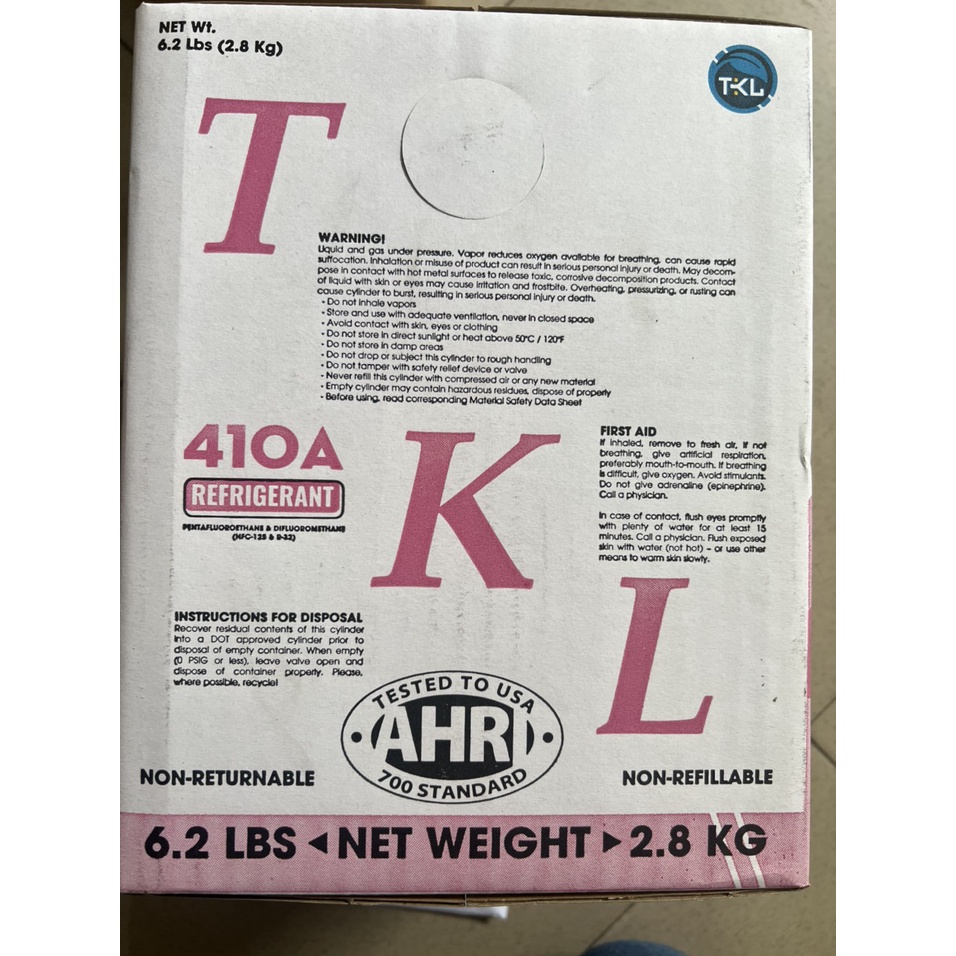 NET Wt.
6.2 Lbs (2.8 Kg)
TKL
T
WARNING!
Liquid and gas under pressure. Vapor reduces oxygen available for breathing, can cause rapid
suffocation. Inhalation or misuse of product can result in serious personal injury or death. May decom-
pose in contact with hot metal surfaces to release toxic, corrosive decomposition products. Contact
of liquid with skin or eyes may cause irritation and frostbite. Overheating, pressurizing, or rusting can
cause cylinder to burst, resulting in serious personal injury or death.
• Do not inhale vapors
• Store and use with adequate ventilation, never in closed space
• Avoid contact with skin, eyes or clothing
• Do not store in direct sunlight or heat above 50°C / 120°F
• Do not store in damp areas
• Do not drop or subject this cylinder to rough handling
• Do not tamper with safety relief device or valve
• Never refill this cylinder with compressed air or any new material
• Empty cylinder may contain hazardous residues, dispose of properly
• Before using, read corresponding Material Safety Data Sheet
410A
REFRIGERANT
PENTAFLUOROETHANE & DIFLUOROMETHANE
(HFC-125 & R-32)
K
FIRST AID
If inhaled, remove to fresh air, if not
breathing, give artificial respiration,
preferably mouth-to-mouth. If breathing
is difficult, give oxygen. Avoid stimulants.
Do not give adrenaline (epinephrine).
Call a physician.
In case of contact, flush eyes promptly
with plenty of water for at least 15
minutes. Call a physician. Flush exposed
skin with water (not hot) – or use other
means to warm skin slowly.
L
INSTRUCTIONS FOR DISPOSAL
Recover residual contents of this cylinder
into a DOT approved cylinder prior to
disposal of empty container. When empty
(0 PSIG or less), leave valve open and
dispose of container properly. Please,
where possible, recycle!
TESTED TO USA
AHRI
700 STANDARD
NON-RETURNABLE
NON-REFILLABLE
6.2 LBS ◄ NET WEIGHT ► 2.8 KG